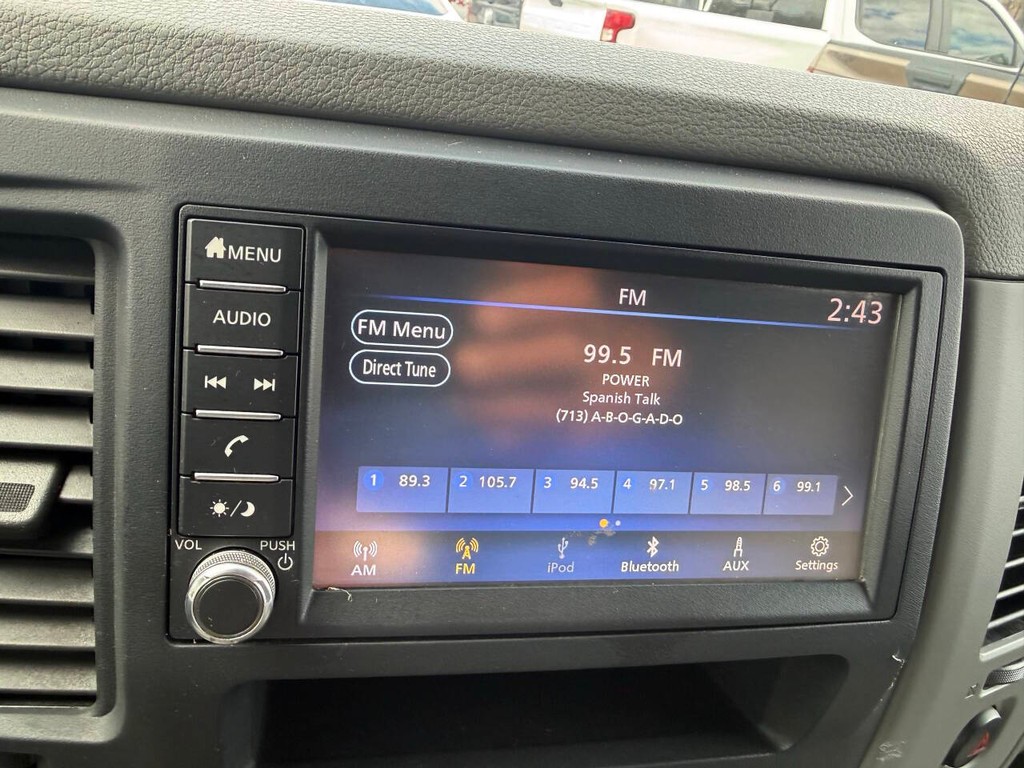 MENU
AUDIO
VOL
PUSH
FM
2:43
FM Menu
Direct Tune
99.5 FM
POWER
Spanish Talk
(713) A-B-O-G-A-D-O
1 89.3 2 105.7 3 94.5 4 97.1 5 98.5 6 99.1
AM FM iPod Bluetooth AUX Settings